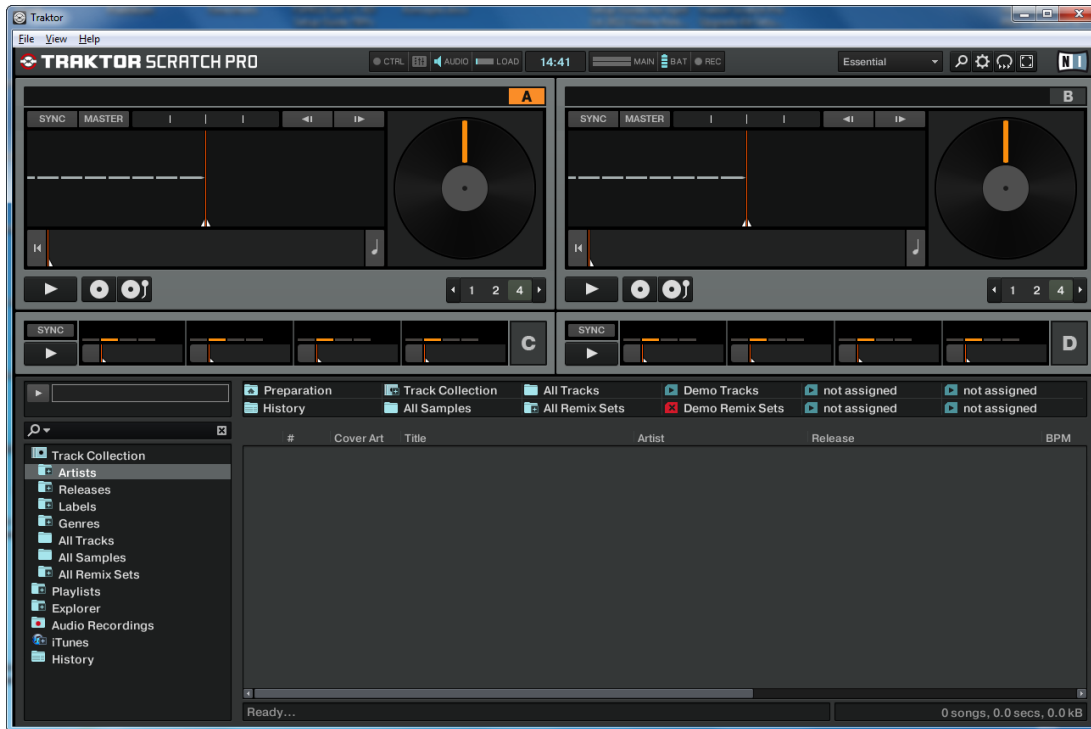 Traktor
File View Help
TRAKTOR SCRATCH PRO CTRL AUDIO LOAD 14:41 MAIN BAT REC Essential NI
A B
SYNC MASTER SYNC MASTER
1 2 4 1 2 4
SYNC C SYNC D
Preparation Track Collection All Tracks Demo Tracks not assigned not assigned
History All Samples All Remix Sets Demo Remix Sets not assigned not assigned
# Cover Art Title Artist Release BPM
Track Collection
Artists
Releases
Labels
Genres
All Tracks
All Samples
All Remix Sets
Playlists
Explorer
Audio Recordings
iTunes
History
Ready... 0 songs, 0.0 secs, 0.0 kB